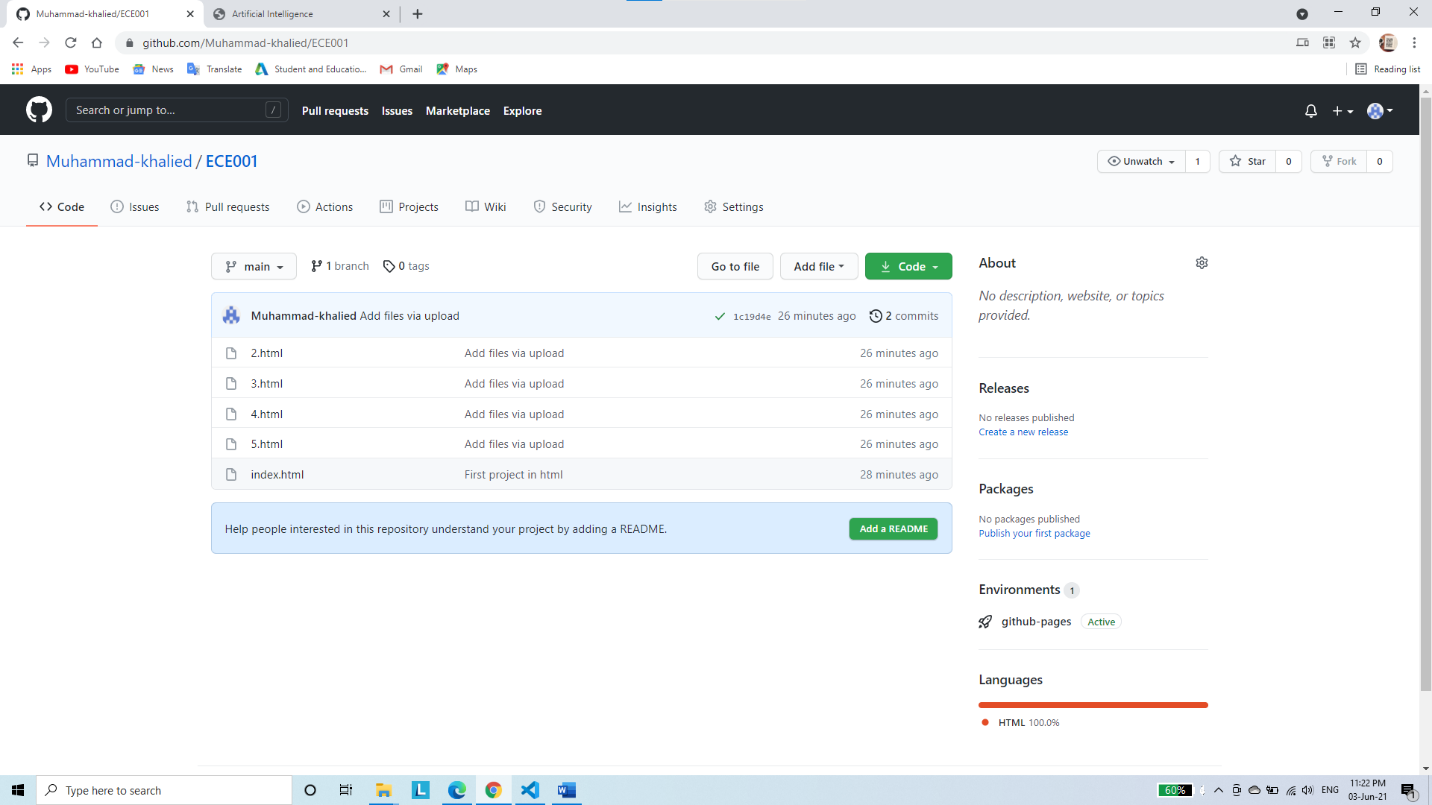 Muhammad-khalied/ECE001
Artificial Intelligence
github.com/Muhammad-khalied/ECE001
Apps YouTube News Translate Student and Educatio... Gmail Maps Reading list
Search or jump to... / Pull requests Issues Marketplace Explore
Muhammad-khalied / ECE001 Unwatch 1 Star 0 Fork 0
Code Issues Pull requests Actions Projects Wiki Security Insights Settings
main 1 branch 0 tags Go to file Add file Code
Muhammad-khalied Add files via upload 1c19d4e 26 minutes ago 2 commits
2.html Add files via upload 26 minutes ago
3.html Add files via upload 26 minutes ago
4.html Add files via upload 26 minutes ago
5.html Add files via upload 26 minutes ago
index.html First project in html 28 minutes ago
Help people interested in this repository understand your project by adding a README. Add a README
About
No description, website, or topics
provided.
Releases
No releases published
Create a new release
Packages
No packages published
Publish your first package
Environments 1
github-pages Active
Languages
HTML 100.0%
Type here to search
L
W
60%
ENG
11:22 PM
03-Jun-21
1